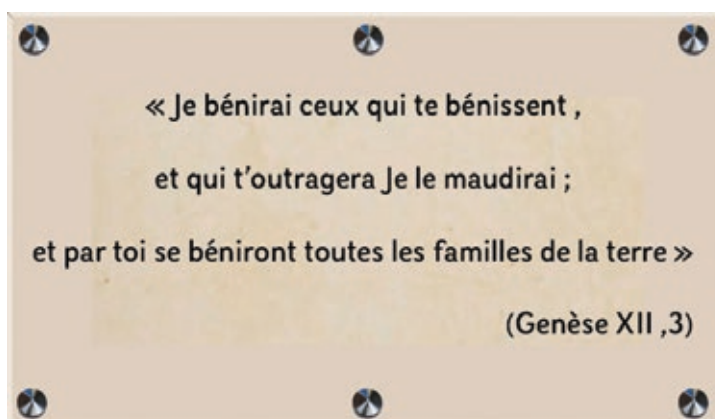 « Je bénirai ceux qui te bénissent ,
et qui t'outragera Je le maudirai ;
et par toi se béniront toutes les familles de la terre »
(Genèse XII ,3)